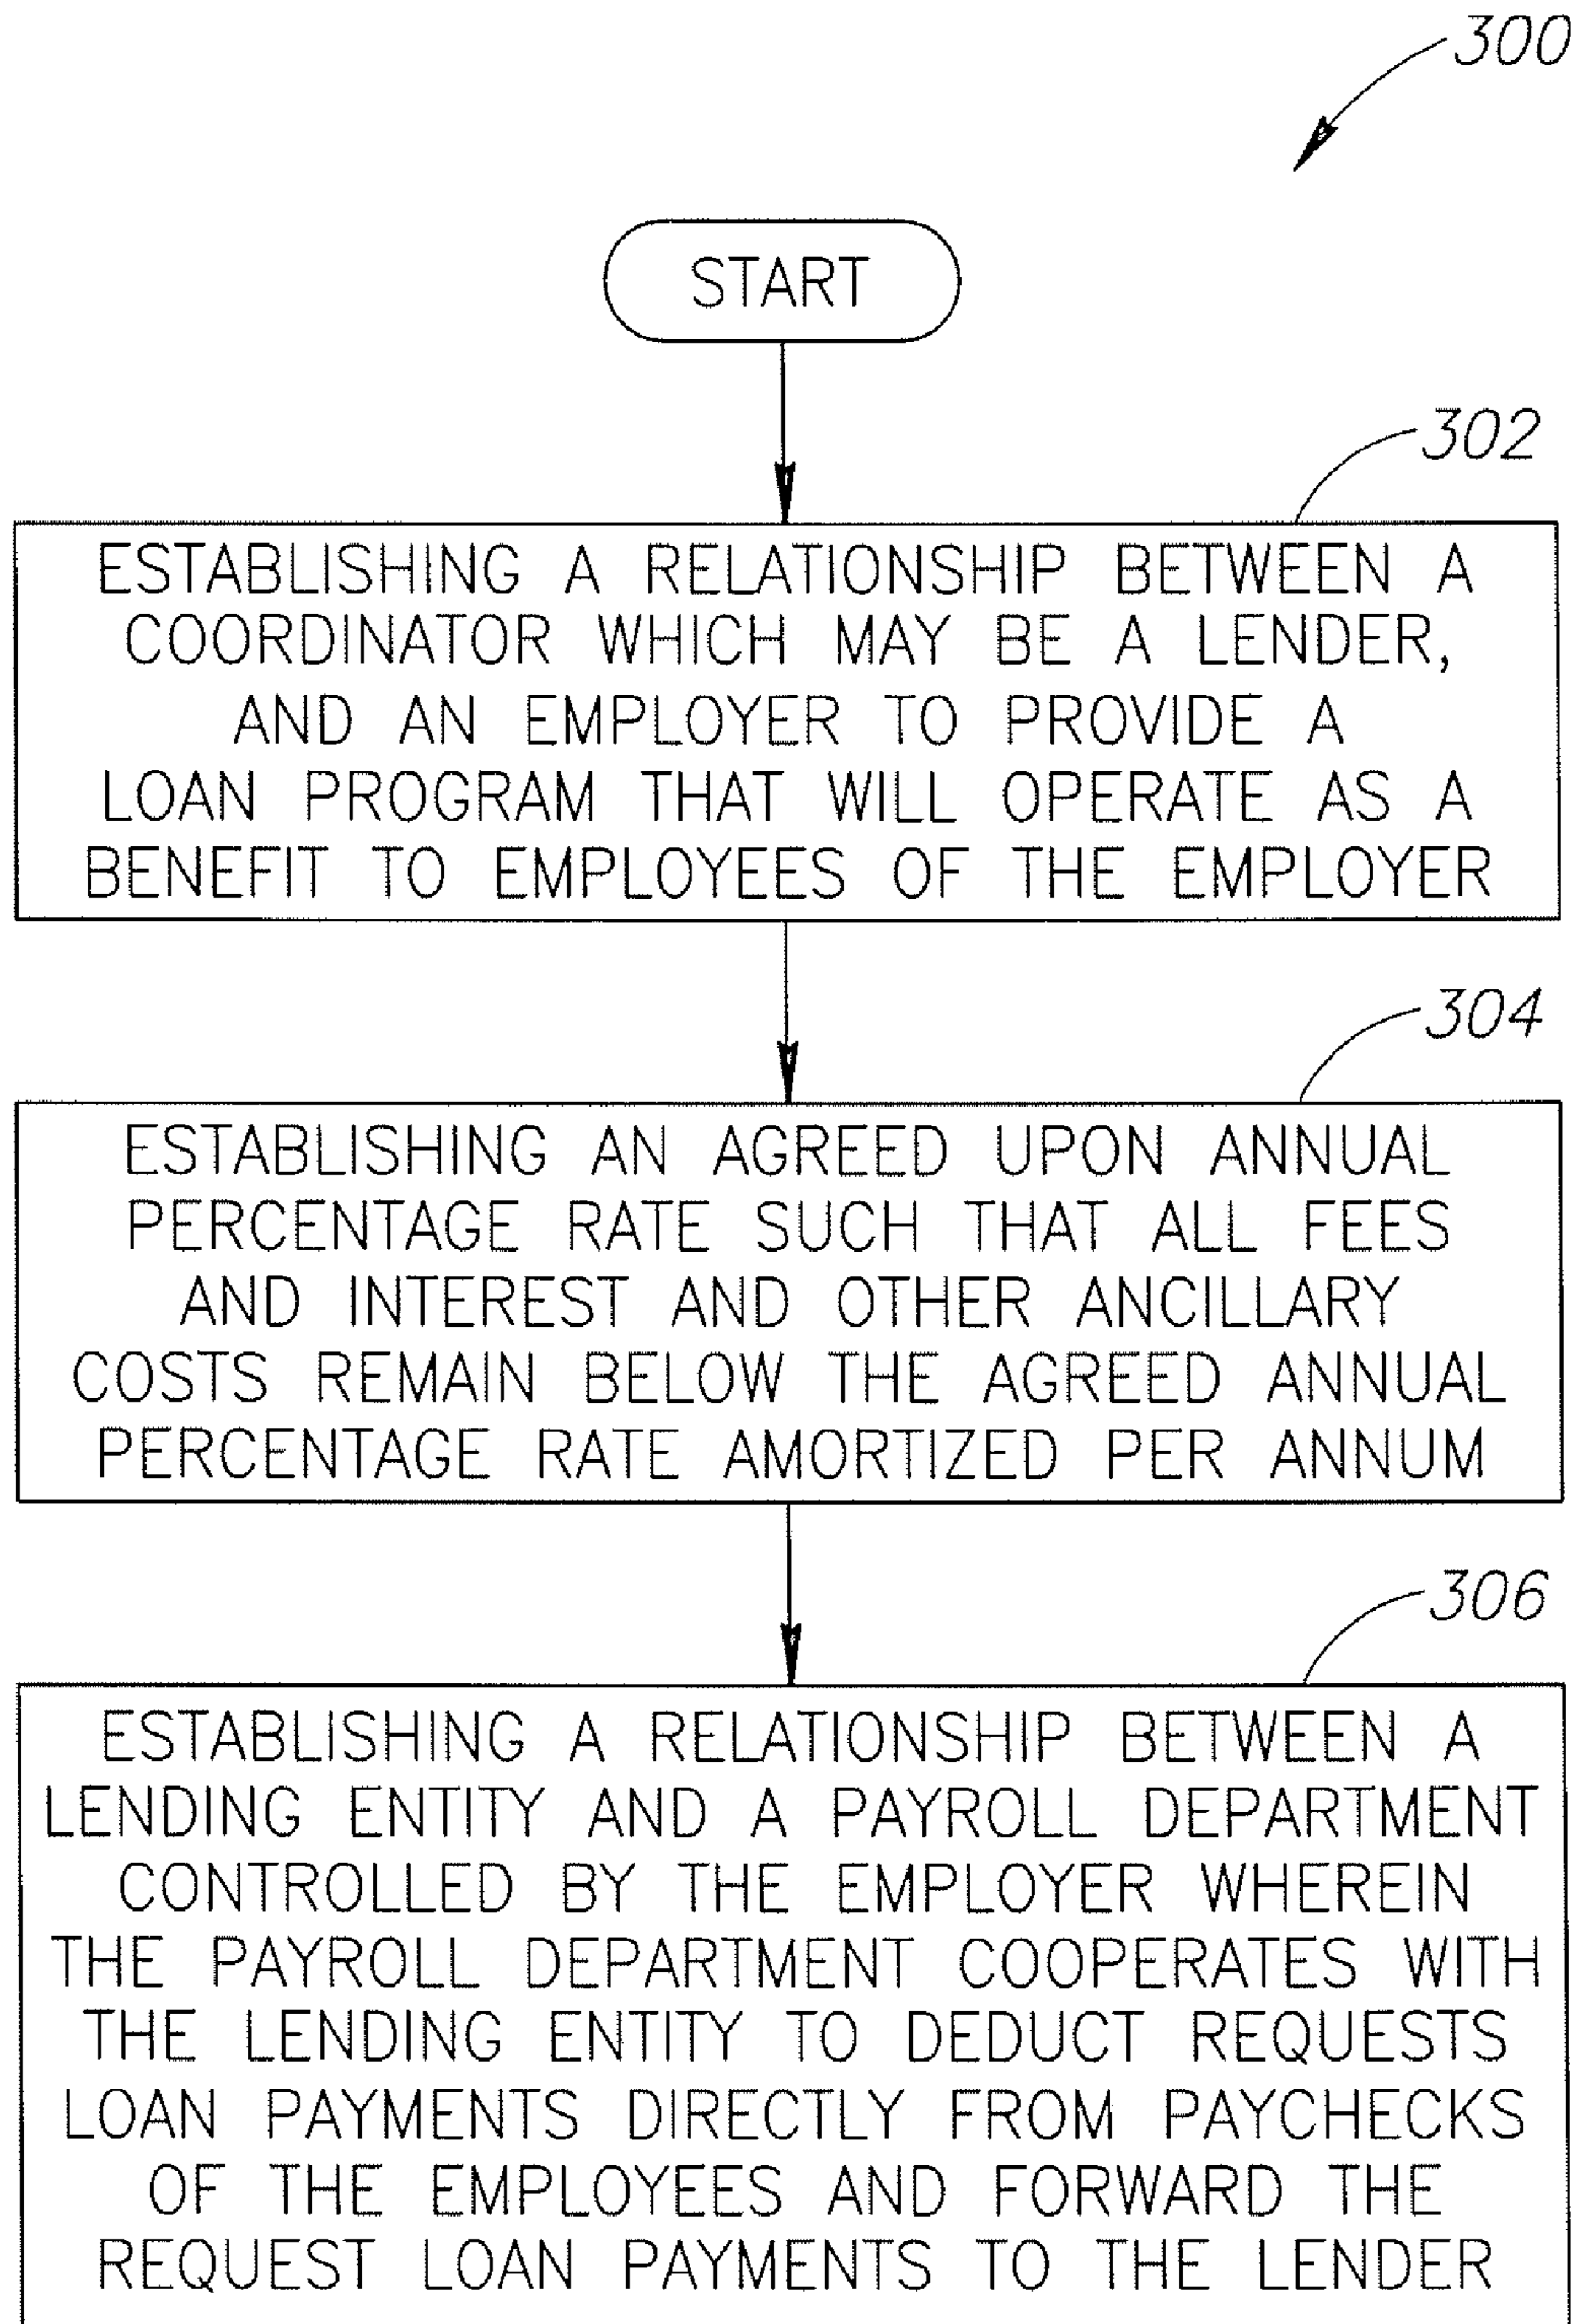 300
START
302
ESTABLISHING A RELATIONSHIP BETWEEN A
COORDINATOR WHICH MAY BE A LENDER,
AND AN EMPLOYER TO PROVIDE A
LOAN PROGRAM THAT WILL OPERATE AS A
BENEFIT TO EMPLOYEES OF THE EMPLOYER
304
ESTABLISHING AN AGREED UPON ANNUAL
PERCENTAGE RATE SUCH THAT ALL FEES
AND INTEREST AND OTHER ANCILLARY
COSTS REMAIN BELOW THE AGREED ANNUAL
PERCENTAGE RATE AMORTIZED PER ANNUM
306
ESTABLISHING A RELATIONSHIP BETWEEN A
LENDING ENTITY AND A PAYROLL DEPARTMENT
CONTROLLED BY THE EMPLOYER WHEREIN
THE PAYROLL DEPARTMENT COOPERATES WITH
THE LENDING ENTITY TO DEDUCT REQUESTS
LOAN PAYMENTS DIRECTLY FROM PAYCHECKS
OF THE EMPLOYEES AND FORWARD THE
REQUEST LOAN PAYMENTS TO THE LENDER